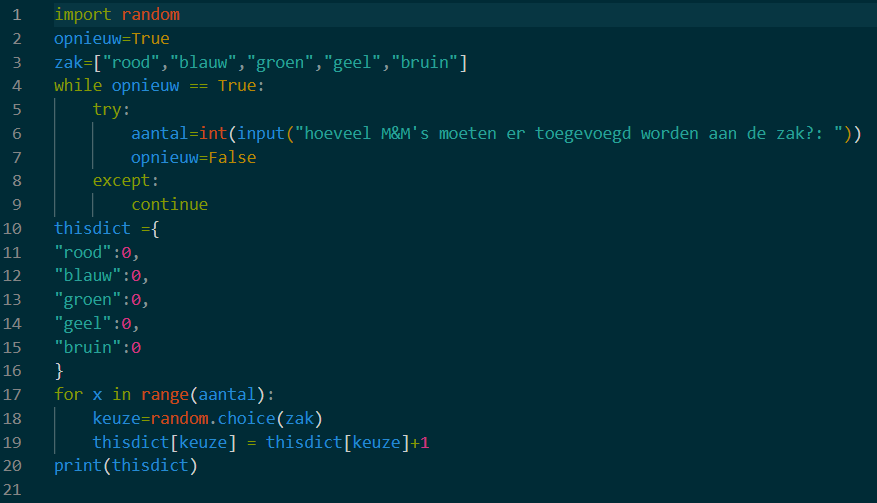 1 import random
2 opnieuw=True
3 zak=["rood","blauw","groen","geel","bruin"]
4 while opnieuw == True:
5     try:
6         aantal=int(input("hoeveel M&M's moeten er toegevoegd worden aan de zak?: "))
7         opnieuw=False
8     except:
9         continue
10 thisdict ={
11 "rood":0,
12 "blauw":0,
13 "groen":0,
14 "geel":0,
15 "bruin":0
16 }
17 for x in range(aantal):
18     keuze=random.choice(zak)
19     thisdict[keuze] = thisdict[keuze]+1
20 print(thisdict)
21